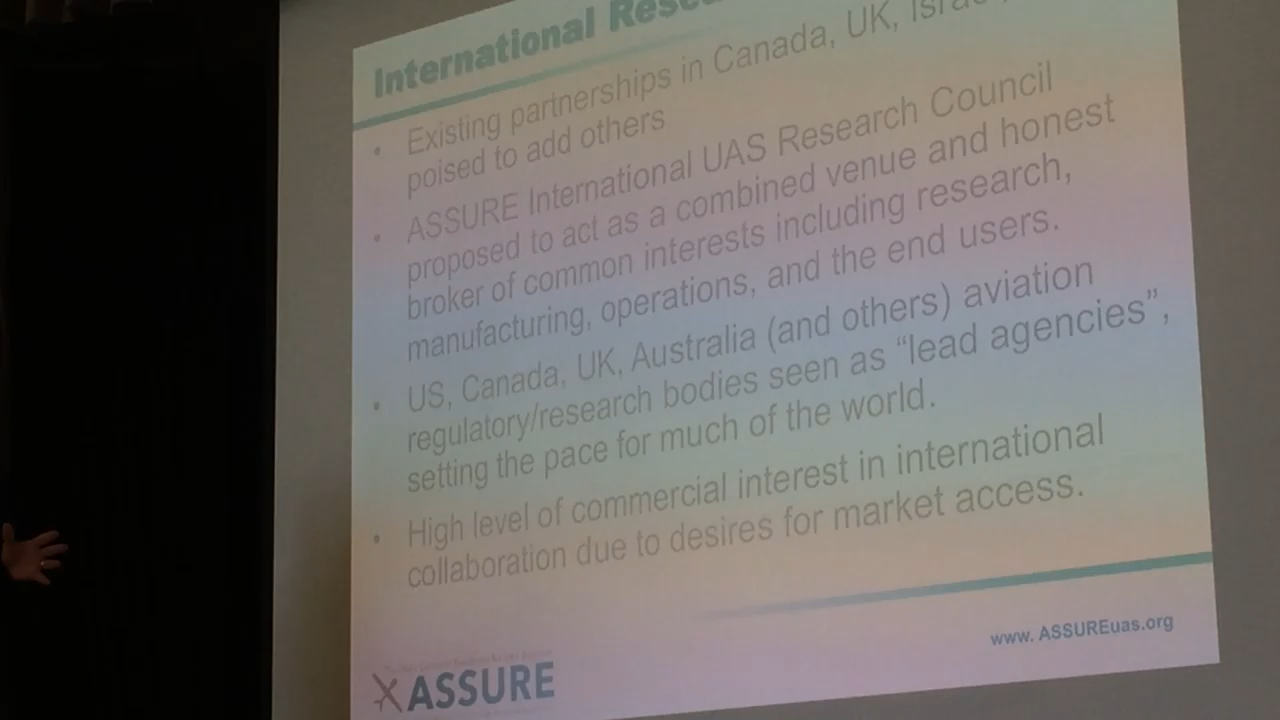 International
• Existing partnerships in Canada, UK,
poised to add others
• ASSURE International UAS Research Council
proposed to act as a combined venue and honest
broker of common interests including research,
manufacturing, operations, and the end users.
• US, Canada, UK, Australia (and others) aviation
regulatory/research bodies seen as “lead agencies”,
setting the pace for much of the world.
• High level of commercial interest in international
collaboration due to desires for market access.
www. ASSUREuas.org
ASSURE